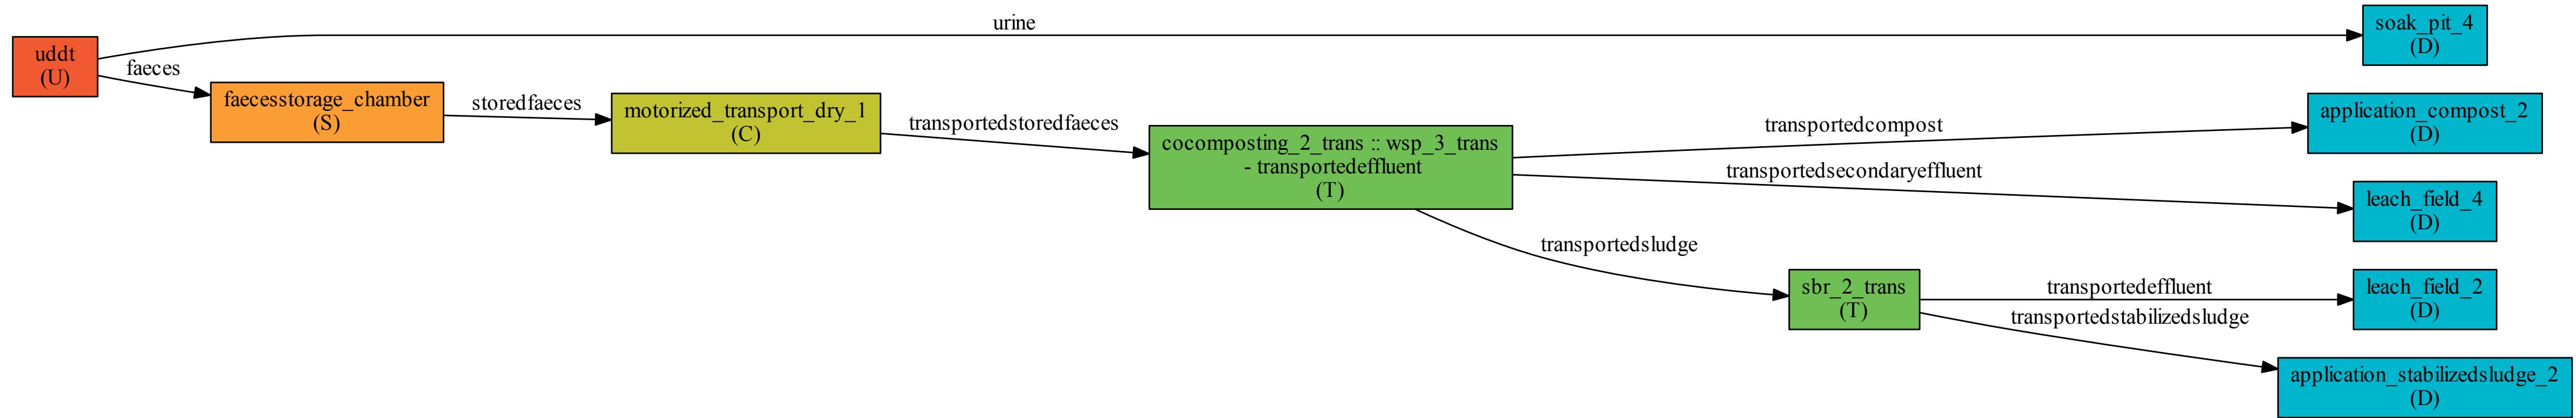 urine
soak_pit_4
(D)
uddt
(U)
faeces
faecesstorage_chamber
(S)
storedfaeces
motorized_transport_dry_1
(C)
transportedstoredfaeces
cocomposting_2_trans :: wsp_3_trans
- transportedeffluent
(T)
transportedcompost
application_compost_2
(D)
transportedsecondaryeffluent
leach_field_4
(D)
transportedsludge
sbr_2_trans
(T)
transportedeffluent
leach_field_2
(D)
transportedstabilizedsludge
application_stabilizedsludge_2
(D)